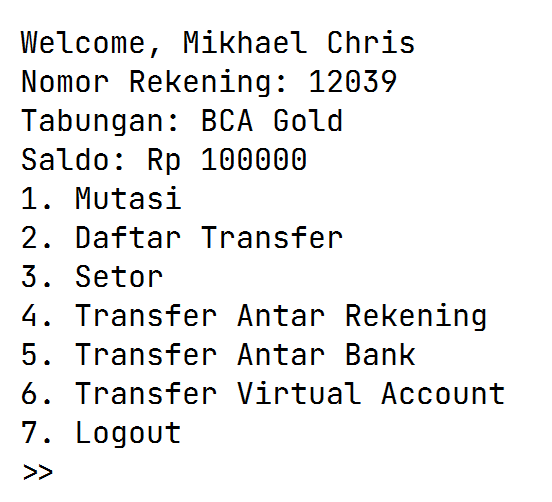 Welcome, Mikhael Chris
Nomor Rekening: 12039
Tabungan: BCA Gold
Saldo: Rp 100000
1. Mutasi
2. Daftar Transfer
3. Setor
4. Transfer Antar Rekening
5. Transfer Antar Bank
6. Transfer Virtual Account
7. Logout
>>